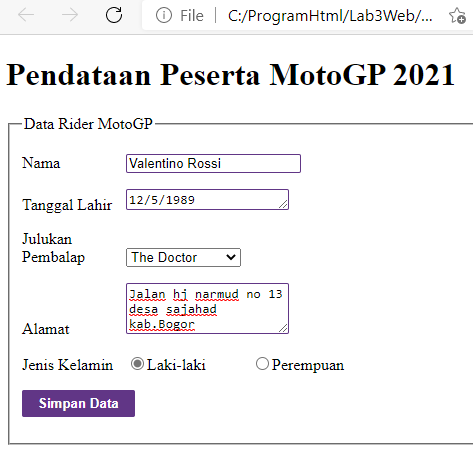 File C:/ProgramHtml/Lab3Web/...
Pendataan Peserta MotoGP 2021
Data Rider MotoGP
Nama Valentino Rossi
Tanggal Lahir 12/5/1989
Julukan
Pembalap The Doctor
Jalan hj narmud no 13
desa sajahad
Alamat kab.Bogor
Jenis Kelamin Laki-laki Perempuan
Simpan Data